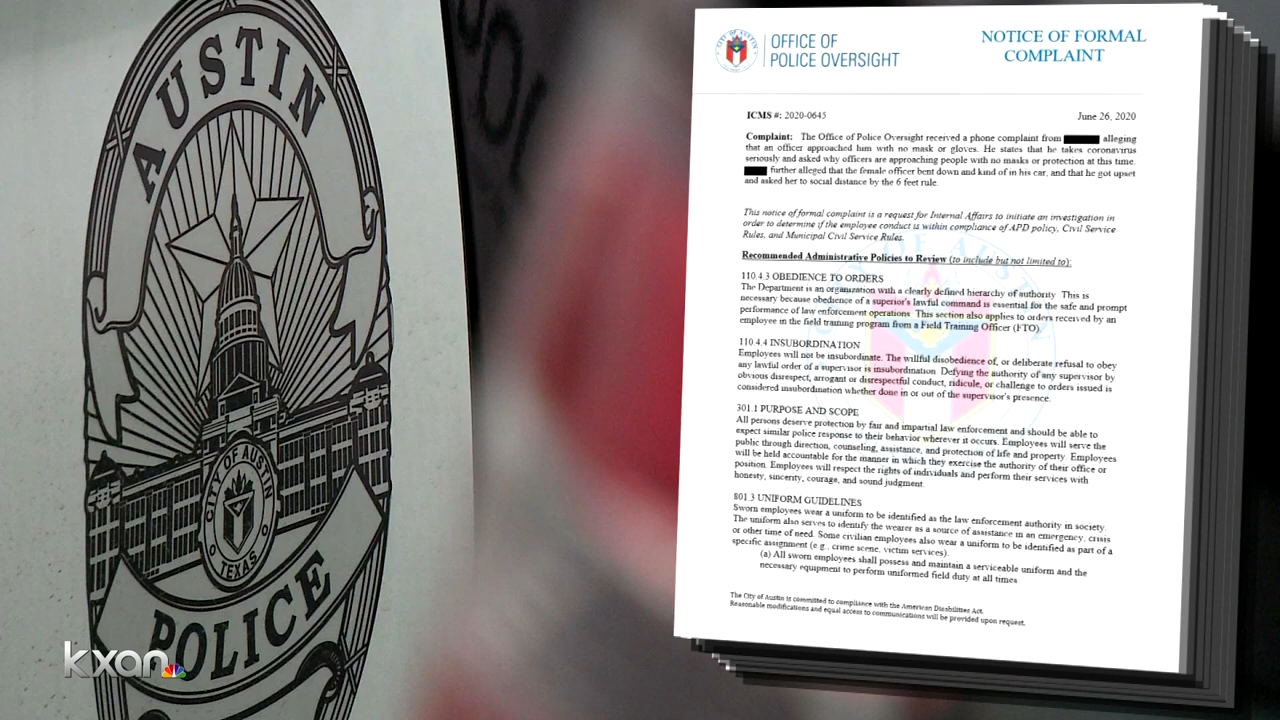 AUSTIN
CITY OF AUSTIN
TEXAS
POLICE
kxan
OFFICE OF
POLICE OVERSIGHT
NOTICE OF FORMAL
COMPLAINT
ICMS #: 2020-0645
June 26, 2020
Complaint: The Office of Police Oversight received a phone complaint from alleging
that an officer approached him with no mask or gloves. He states that he takes coronavirus
seriously and asked why officers are approaching people with no masks or protection at this time.
further alleged that the female officer bent down and kind of in his car, and that he got upset
and asked her to social distance by the 6 feet rule.
This notice of formal complaint is a request for Internal Affairs to initiate an investigation in
order to determine if the employee conduct is within compliance of APD policy, Civil Service
Rules, and Municipal Civil Service Rules.
Recommended Administrative Policies to Review (to include but not limited to):
110.4.3 OBEDIENCE TO ORDERS
The Department is an organization with a clearly defined hierarchy of authority. This is
necessary because obedience of a superior's lawful command is essential for the safe and prompt
performance of law enforcement operations. This section also applies to orders received by an
employee in the field training program from a Field Training Officer (FTO).
110.4.4 INSUBORDINATION
Employees will not be insubordinate. The willful disobedience of, or deliberate refusal to obey
any lawful order of a supervisor is insubordination. Defying the authority of any supervisor by
obvious disrespect, arrogant or disrespectful conduct, ridicule, or challenge to orders issued is
considered insubordination whether done in or out of the supervisor's presence.
301.1 PURPOSE AND SCOPE
All persons deserve protection by fair and impartial law enforcement and should be able to
expect similar police response to their behavior wherever it occurs. Employees will serve the
public through direction, counseling, assistance, and protection of life and property. Employees
will be held accountable for the manner in which they exercise the authority of their office or
position. Employees will respect the rights of individuals and perform their services with
honesty, sincerity, courage, and sound judgment.
801.3 UNIFORM GUIDELINES
Sworn employees wear a uniform to be identified as the law enforcement authority in society.
The uniform also serves to identify the wearer as a source of assistance in an emergency, crisis
or other time of need. Some civilian employees also wear a uniform to be identified as part of a
specific assignment (e.g., crime scene, victim services).
(a) All sworn employees shall possess and maintain a serviceable uniform and the
necessary equipment to perform uniformed field duty at all times
The City of Austin is committed to compliance with the American Disabilities Act.
Reasonable modifications and equal access to communications will be provided upon request.